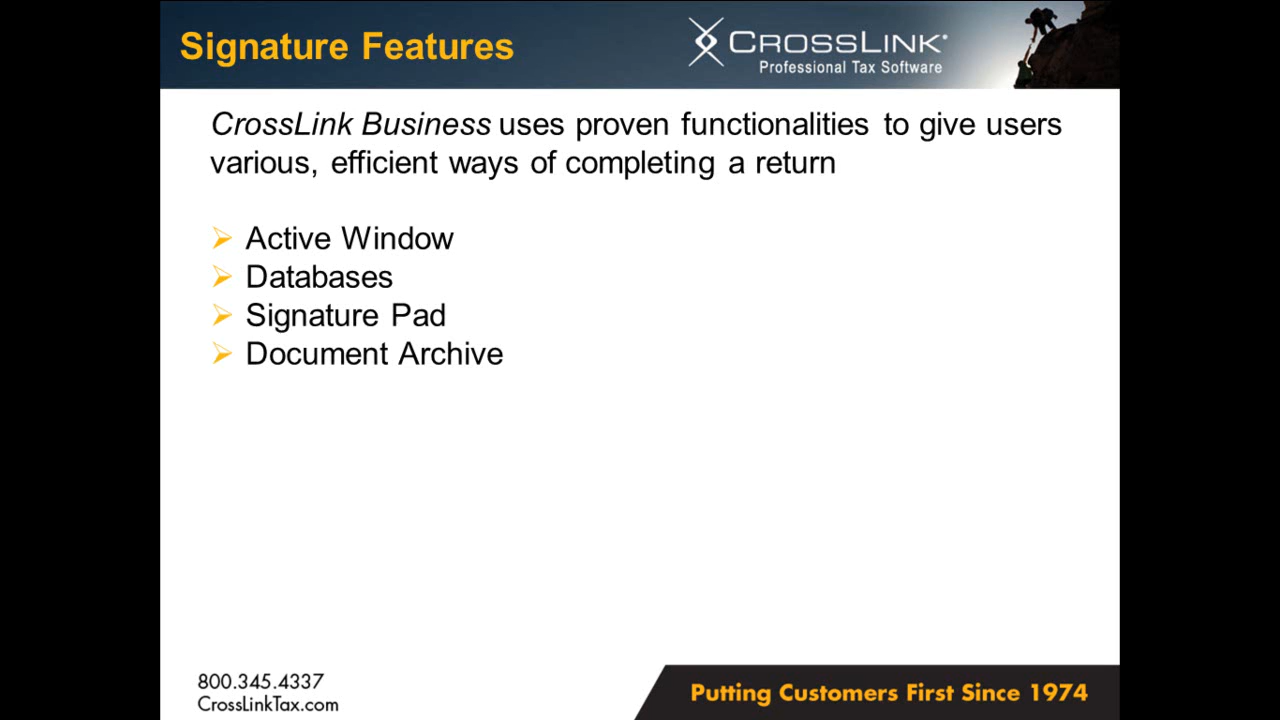 Signature Features
CROSSLINK®
Professional Tax Software
CrossLink Business uses proven functionalities to give users
various, efficient ways of completing a return
Active Window
Databases
Signature Pad
Document Archive
800.345.4337
CrossLinkTax.com
Putting Customers First Since 1974